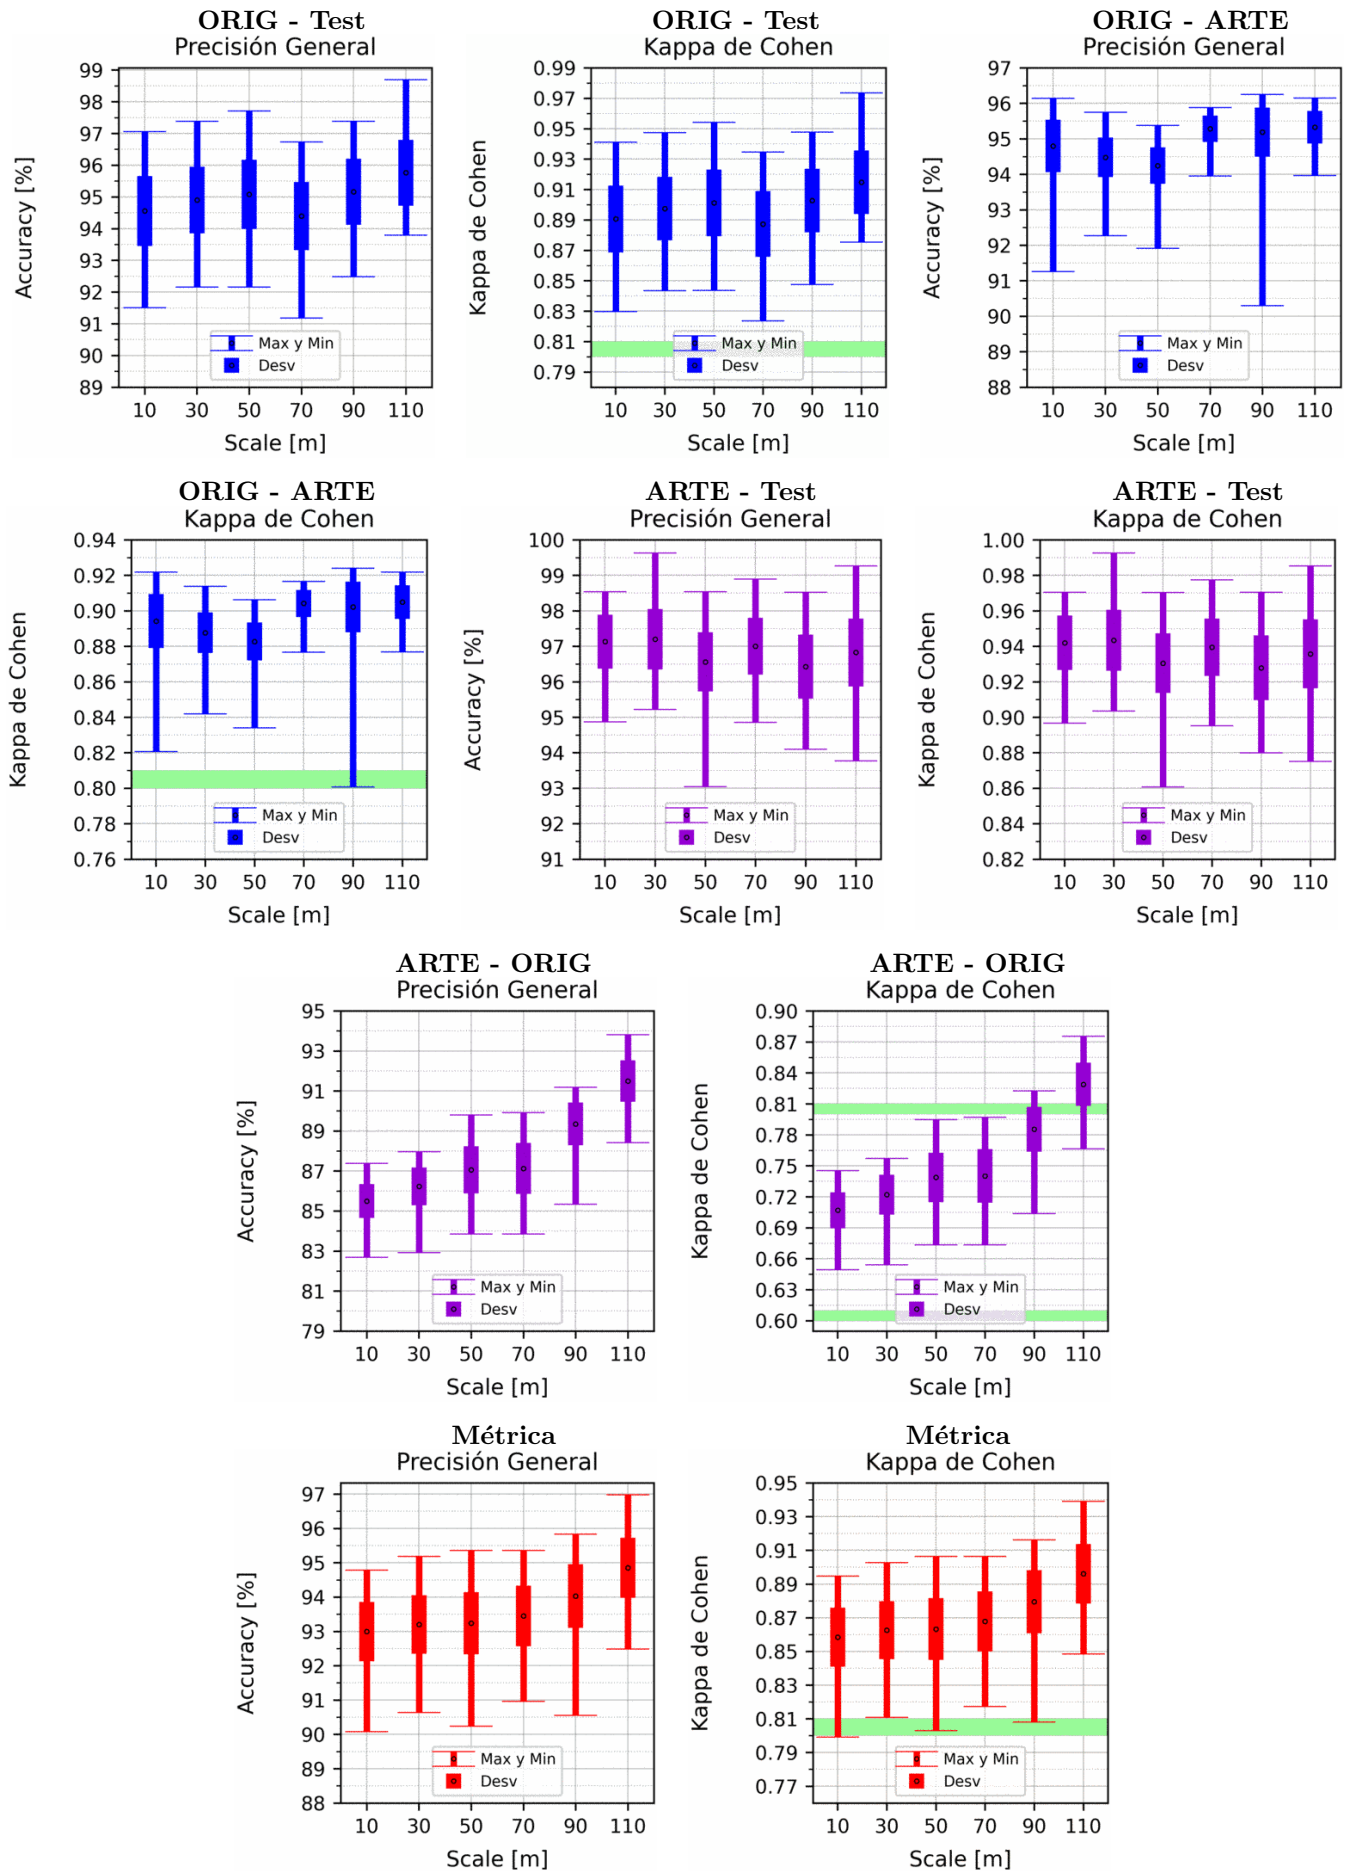 ORIG - Test
Precisión General
Accuracy [%]
99
98
97
96
95
94
93
92
91
90
89
Max y Min
Desv
10 30 50 70 90 110
Scale [m]
ORIG - Test
Kappa de Cohen
Kappa de Cohen
0.99
0.97
0.95
0.93
0.91
0.89
0.87
0.85
0.83
0.81
0.79
Max y Min
Desv
10 30 50 70 90 110
Scale [m]
ORIG - ARTE
Precisión General
Accuracy [%]
97
96
95
94
93
92
91
90
89
88
Max y Min
Desv
10 30 50 70 90 110
Scale [m]
ORIG - ARTE
Kappa de Cohen
Kappa de Cohen
0.94
0.92
0.90
0.88
0.86
0.84
0.82
0.80
0.78
0.76
Max y Min
Desv
10 30 50 70 90 110
Scale [m]
ARTE - Test
Precisión General
Accuracy [%]
100
99
98
97
96
95
94
93
92
91
Max y Min
Desv
10 30 50 70 90 110
Scale [m]
ARTE - Test
Kappa de Cohen
Kappa de Cohen
1.00
0.98
0.96
0.94
0.92
0.90
0.88
0.86
0.84
0.82
Max y Min
Desv
10 30 50 70 90 110
Scale [m]
ARTE - ORIG
Precisión General
Accuracy [%]
95
93
91
89
87
85
83
81
79
Max y Min
Desv
10 30 50 70 90 110
Scale [m]
ARTE - ORIG
Kappa de Cohen
Kappa de Cohen
0.90
0.87
0.84
0.81
0.78
0.75
0.72
0.69
0.66
0.63
0.60
Max y Min
Desv
10 30 50 70 90 110
Scale [m]
Métrica
Precisión General
Accuracy [%]
97
96
95
94
93
92
91
90
89
88
Max y Min
Desv
10 30 50 70 90 110
Scale [m]
Métrica
Kappa de Cohen
Kappa de Cohen
0.95
0.93
0.91
0.89
0.87
0.85
0.83
0.81
0.79
0.77
Max y Min
Desv
10 30 50 70 90 110
Scale [m]